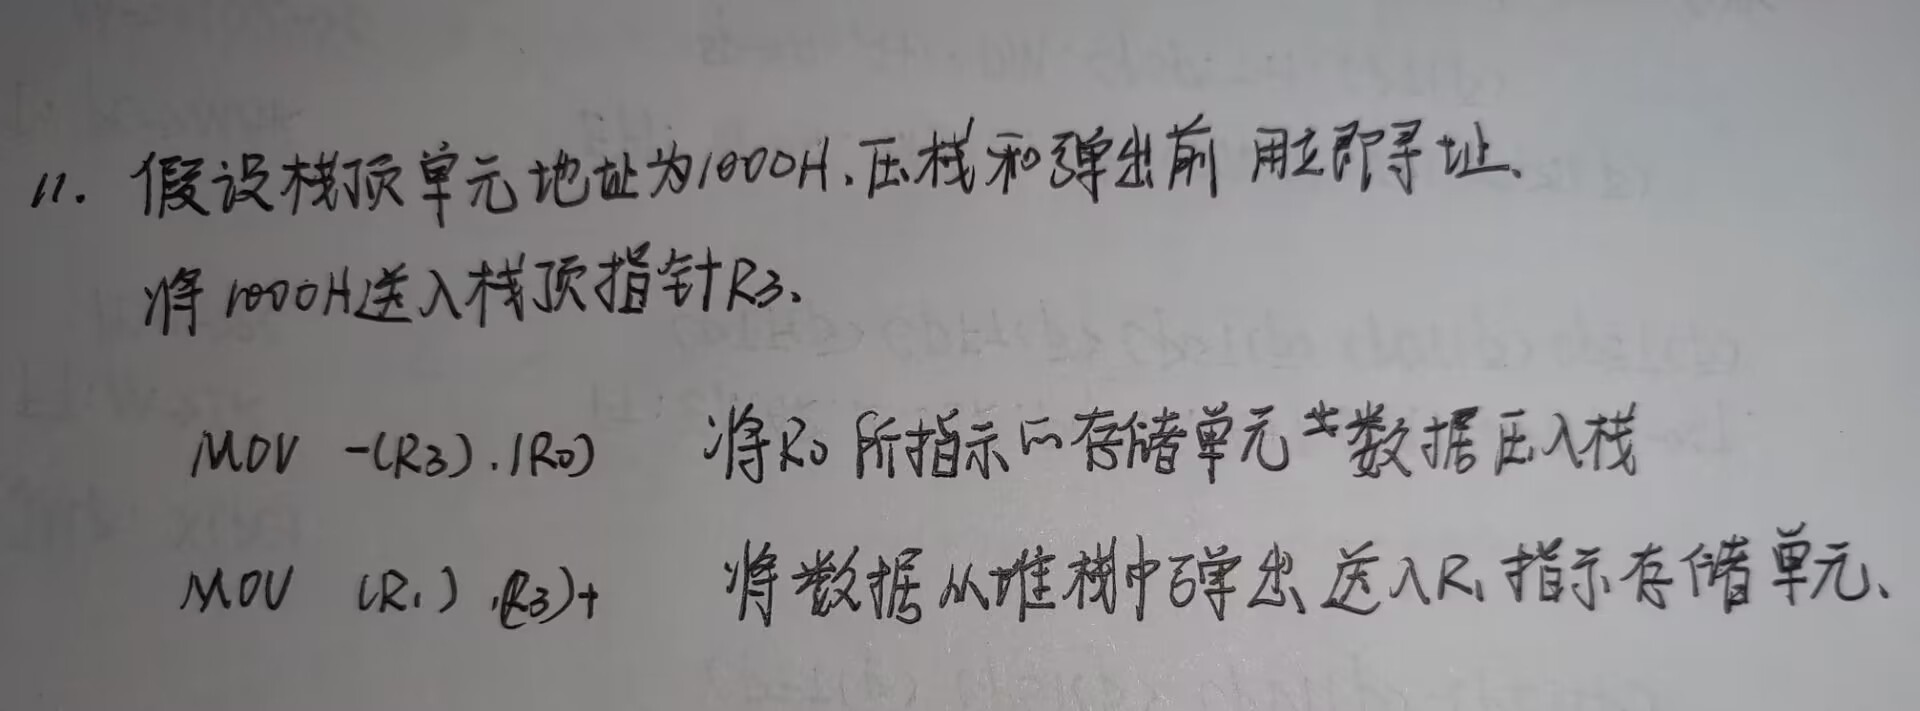 11. 假设栈顶单元地址为1000H、压栈和弹出前 用立即寻址、
将1000H送入栈顶指针R3、
MOV -(R3),(R0) 将R0所指示的存储单元 数据压入栈
MOV (R1),(R3)+ 将数据从堆栈中弹出 送入R1指示存储单元、